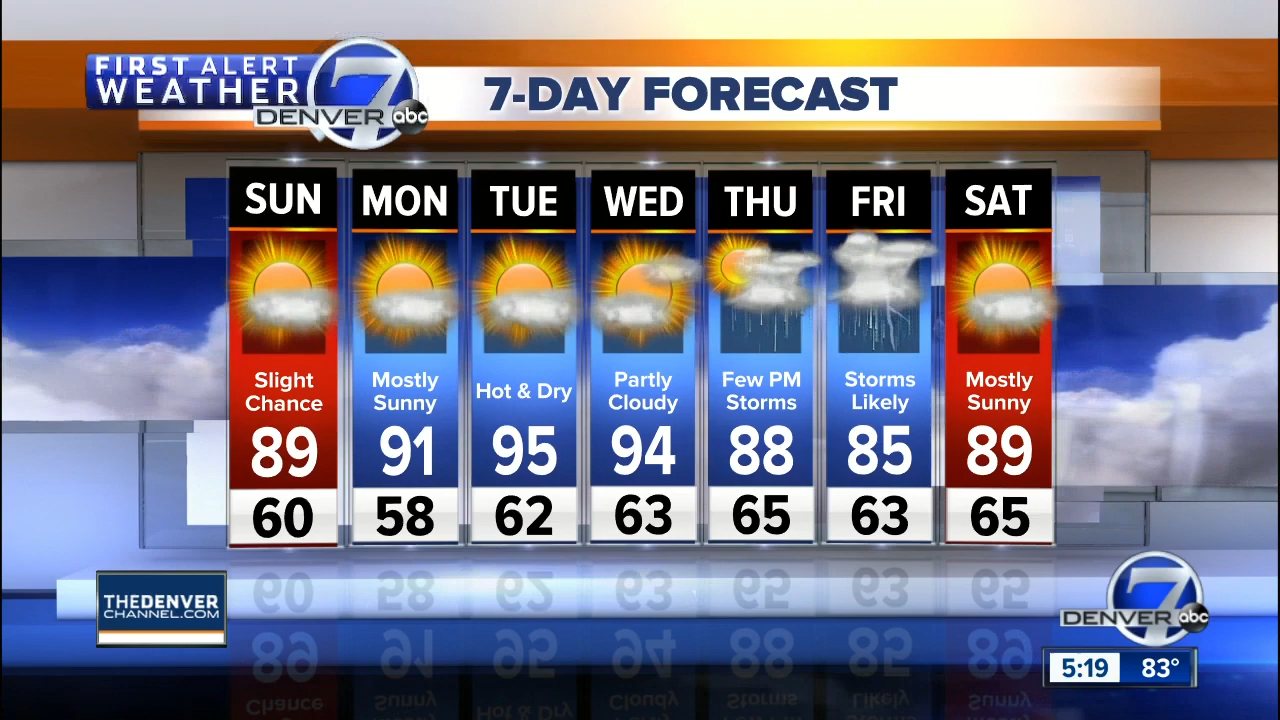 FIRST ALERT
WEATHER
7
DENVER abc
7-DAY FORECAST
SUN MON TUE WED THU FRI SAT
Slight
Chance
Mostly
Sunny
Hot & Dry
Partly
Cloudy
Few PM
Storms
Storms
Likely
Mostly
Sunny
89 91 95 94 88 85 89
60 58 62 63 65 63 65
THEDENVER
CHANNEL.COM
7
DENVER abc
5:19 83°